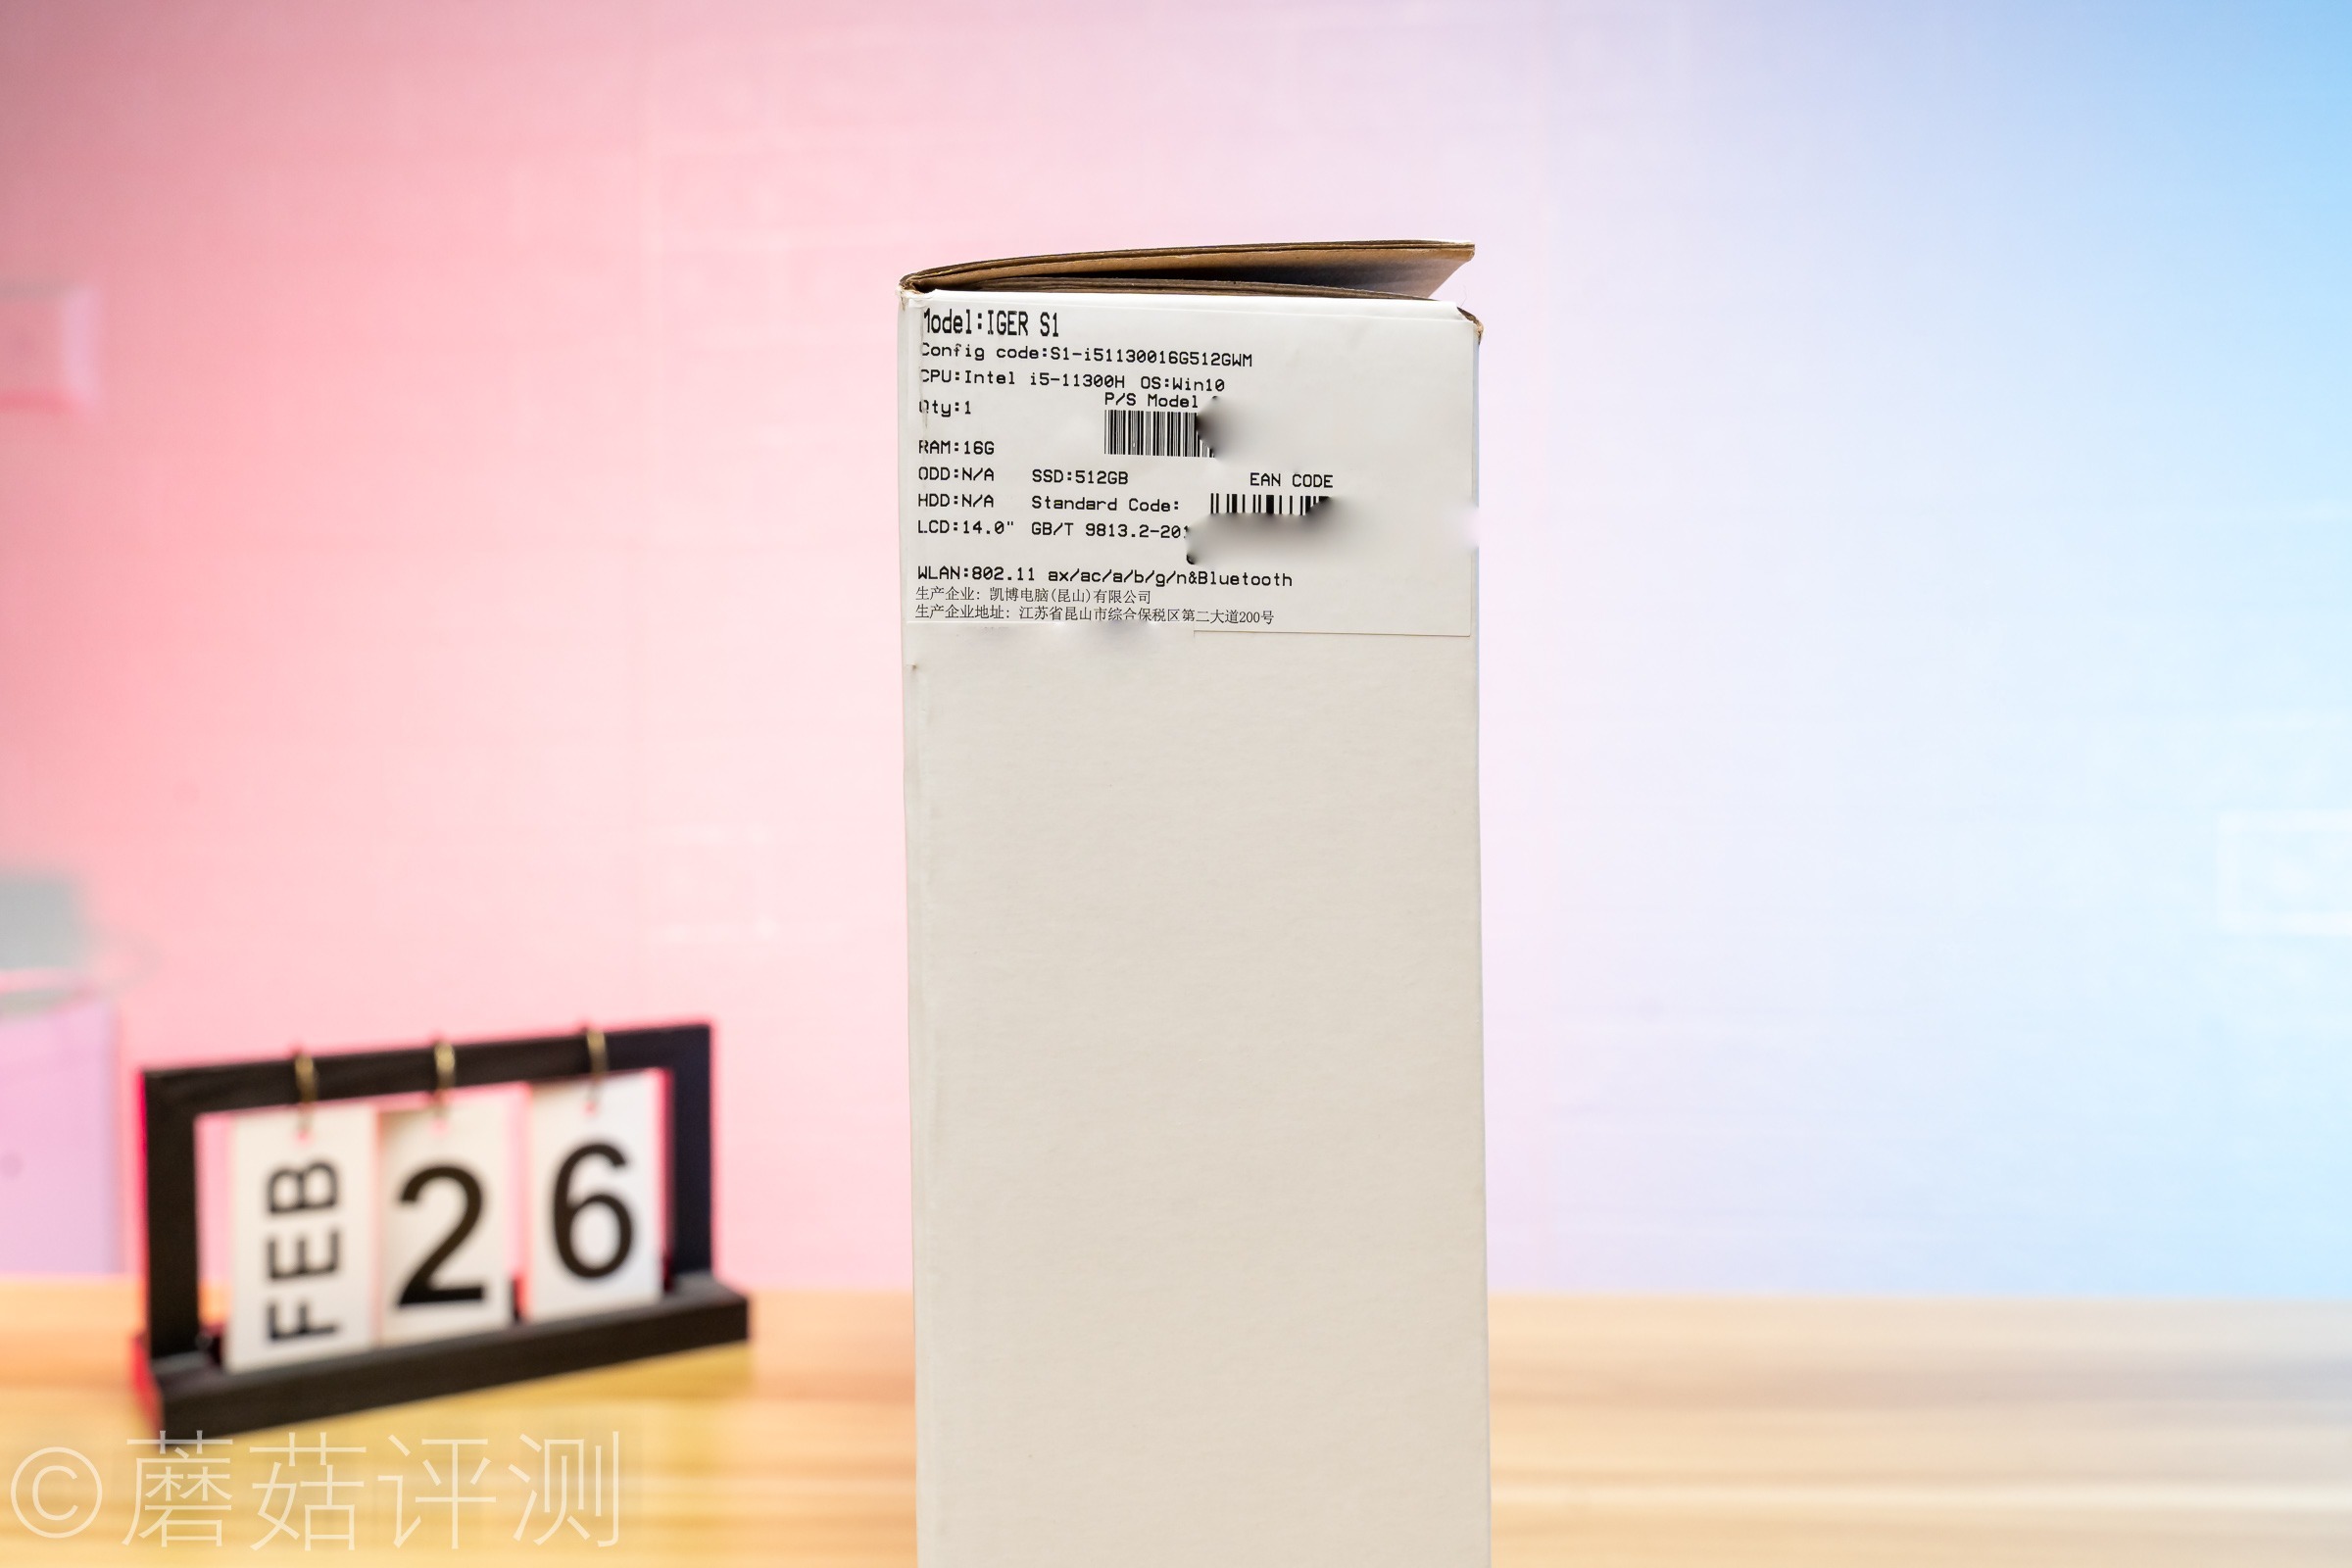 Model:IGER S1
Config code:S1-i51130016G512GWM
CPU:Intel i5-11300H OS:Win10
Qty:1 P/S Model
RAM:16G
ODD:N/A SSD:512GB EAN CODE
HDD:N/A Standard Code:
LCD:14.0" GB/T 9813.2-201
WLAN:802.11 ax/ac/a/b/g/n&Bluetooth
生产企业: 凯博电脑(昆山)有限公司
生产企业地址: 江苏省昆山市综合保税区第二大道200号
FEB 2 6
©蘑菇评测